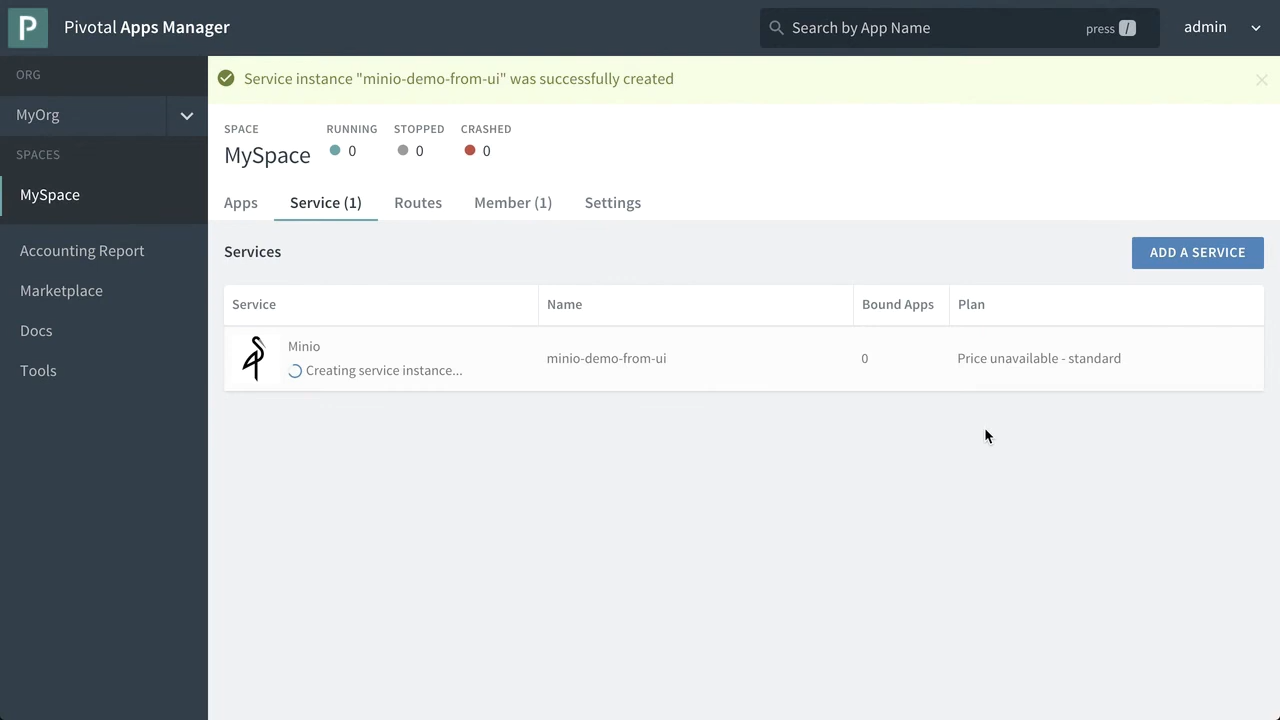 P
Pivotal Apps Manager
Search by App Name
press /
admin
ORG
MyOrg
SPACES
MySpace
Accounting Report
Marketplace
Docs
Tools
Service instance "minio-demo-from-ui" was successfully created
SPACE
MySpace
RUNNING
0
STOPPED
0
CRASHED
0
Apps
Service (1)
Routes
Member (1)
Settings
Services
ADD A SERVICE
Service
Name
Bound Apps
Plan
Minio
Creating service instance...
minio-demo-from-ui
0
Price unavailable - standard